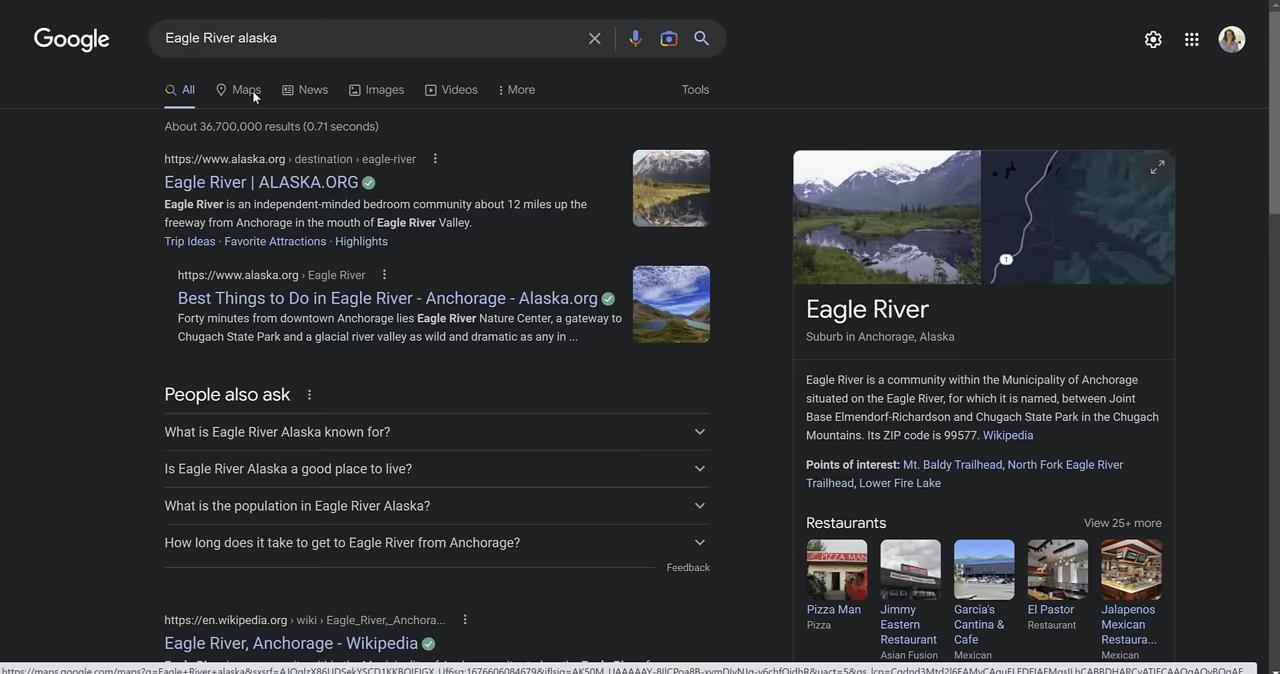 Google
Eagle River alaska
All
Maps
News
Images
Videos
More
Tools
About 36,700,000 results (0.71 seconds)
https://www.alaska.org › destination › eagle-river
Eagle River | ALASKA.ORG
Eagle River is an independent-minded bedroom community about 12 miles up the
freeway from Anchorage in the mouth of Eagle River Valley.
Trip Ideas · Favorite Attractions · Highlights
https://www.alaska.org › Eagle River
Best Things to Do in Eagle River - Anchorage - Alaska.org
Forty minutes from downtown Anchorage lies Eagle River Nature Center, a gateway to
Chugach State Park and a glacial river valley as wild and dramatic as any in ...
People also ask
What is Eagle River Alaska known for?
Is Eagle River Alaska a good place to live?
What is the population in Eagle River Alaska?
How long does it take to get to Eagle River from Anchorage?
Feedback
https://en.wikipedia.org › wiki › Eagle_River,_Anchora...
Eagle River, Anchorage - Wikipedia
1
Eagle River
Suburb in Anchorage, Alaska
Eagle River is a community within the Municipality of Anchorage
situated on the Eagle River, for which it is named, between Joint
Base Elmendorf-Richardson and Chugach State Park in the Chugach
Mountains. Its ZIP code is 99577. Wikipedia
Points of interest: Mt. Baldy Trailhead, North Fork Eagle River
Trailhead, Lower Fire Lake
Restaurants
View 25+ more
PIZZA MAN
Pizza Man
Pizza
Jimmy
Eastern
Restaurant
Asian Fusion
Garcia's
Cantina &
Cafe
Mexican
El Pastor
Restaurant
Jalapenos
Mexican
Restaura...
Mexican